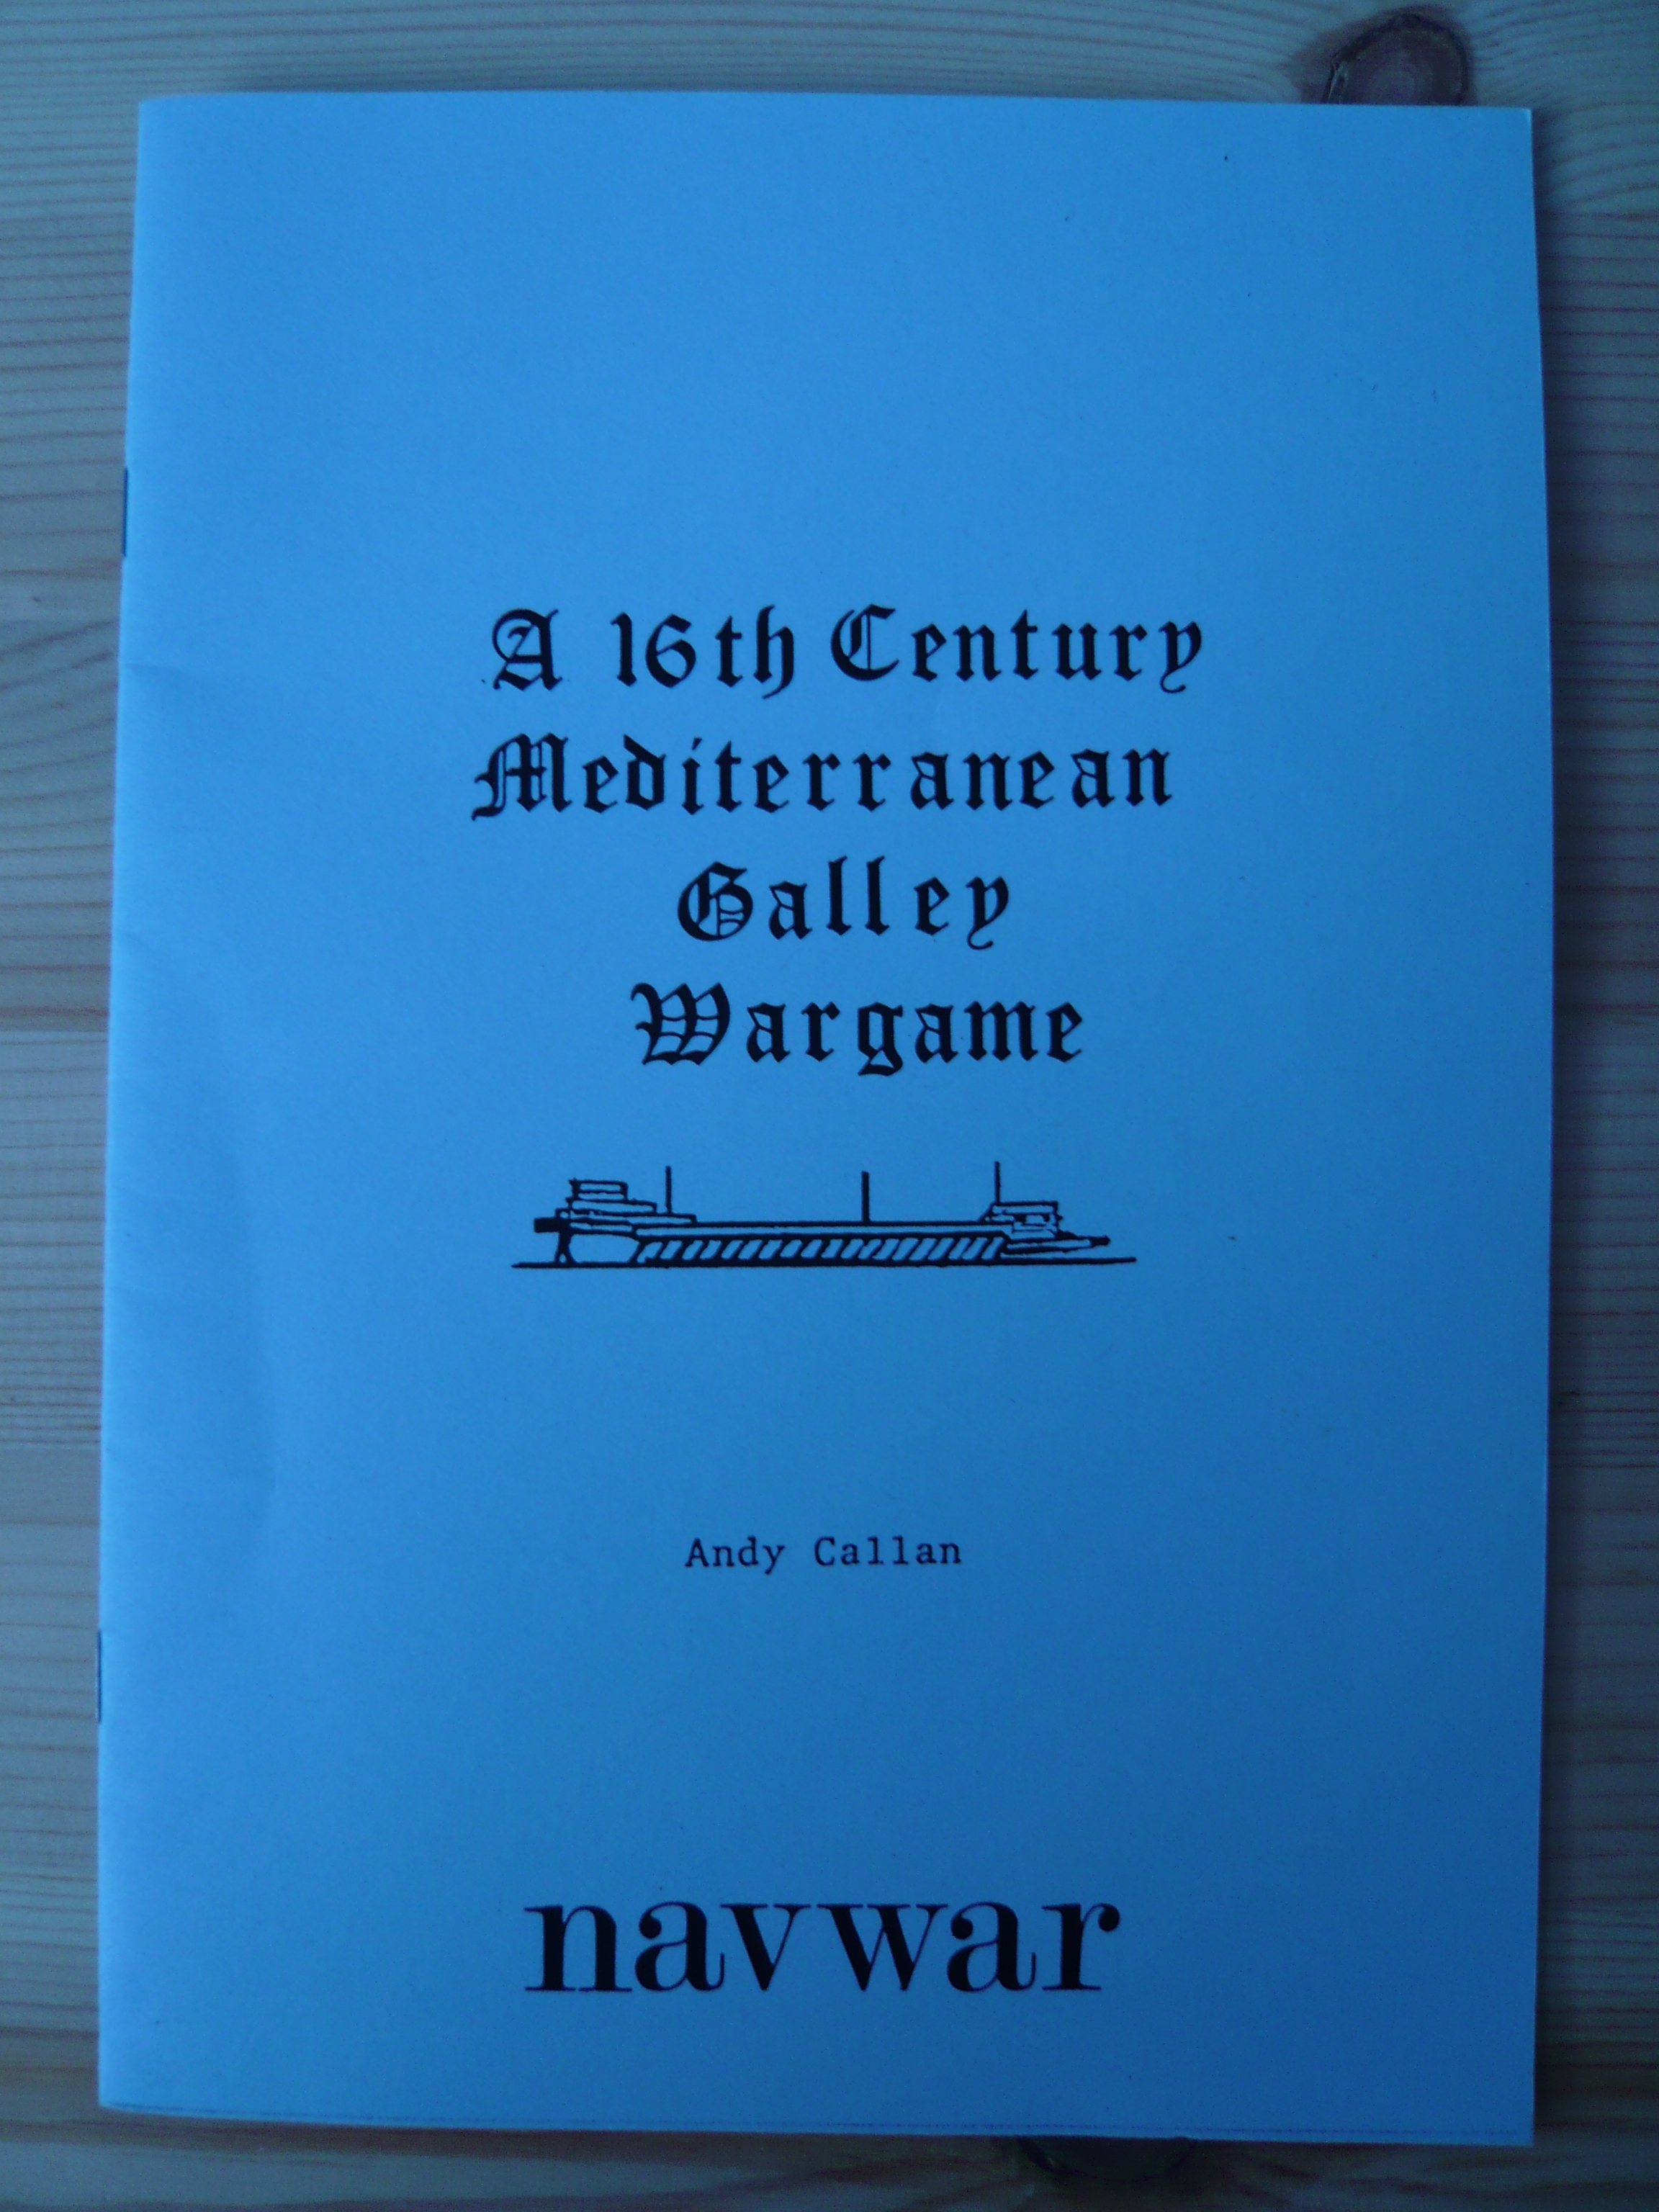 A 16th Century
Mediterranean
Galley
Wargame
Andy Callan
navwar